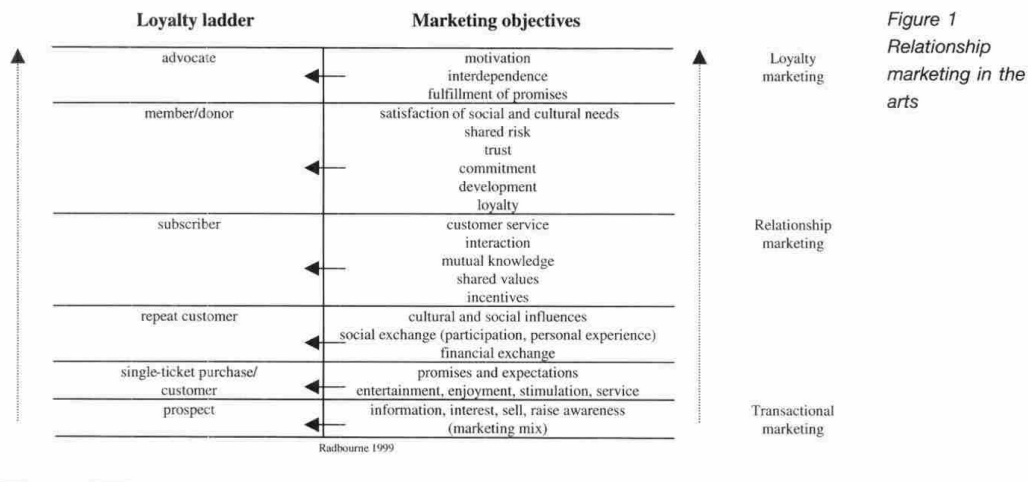 Loyalty ladder
Marketing objectives
advocate
motivation
interdependence
fulfillment of promises
member/donor
satisfaction of social and cultural needs
shared risk
trust
commitment
development
loyalty
subscriber
customer service
interaction
mutual knowledge
shared values
incentives
repeat customer
cultural and social influences
social exchange (participation, personal experience)
financial exchange
single-ticket purchase/
customer
promises and expectations
entertainment, enjoyment, stimulation, service
prospect
information, interest, sell, raise awareness
(marketing mix)
Radbourne 1999
Loyalty
marketing
Relationship
marketing
Transactional
marketing
Figure 1
Relationship
marketing in the
arts